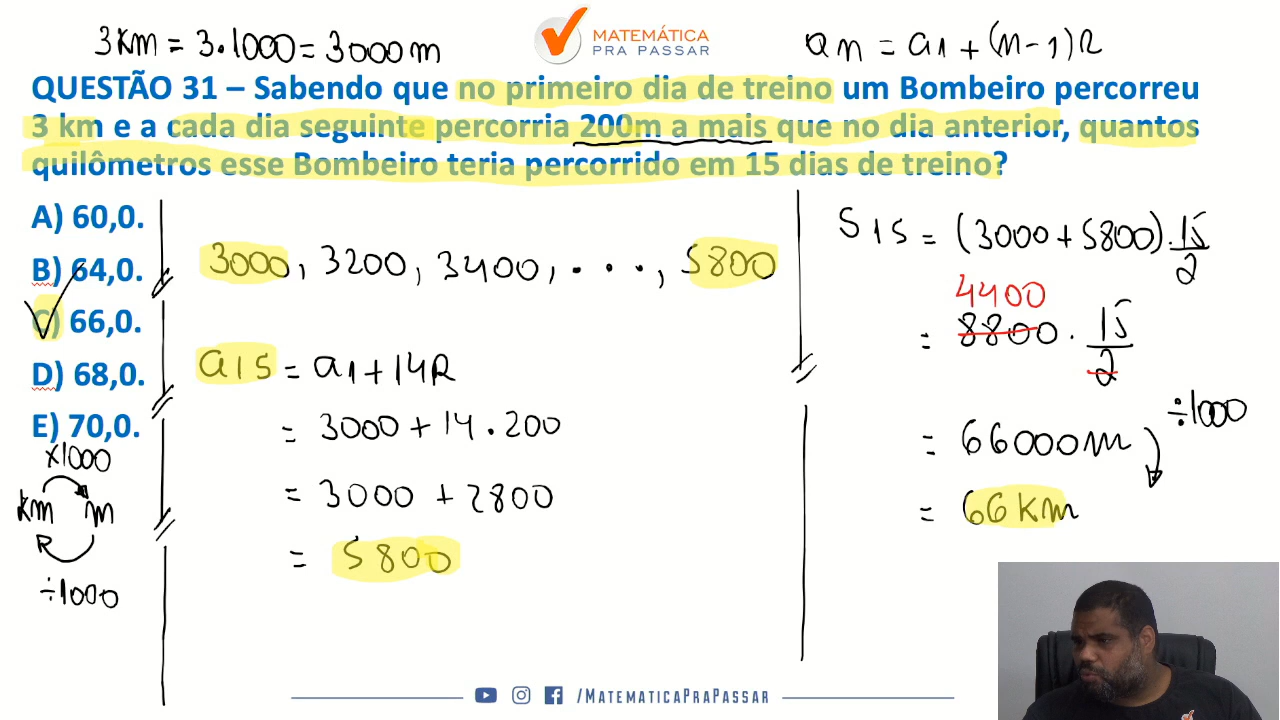 3km = 3.1000 = 3000m
MATEMÁTICA
PRA PASSAR
an = a1 + (n-1)R
QUESTÃO 31 – Sabendo que no primeiro dia de treino um Bombeiro percorreu
3 km e a cada dia seguinte percorria 200m a mais que no dia anterior, quantos
quilômetros esse Bombeiro teria percorrido em 15 dias de treino?
A) 60,0.
B) 64,0.
C) 66,0.
D) 68,0.
E) 70,0.
x1000
km m
÷1000
3000, 3200, 3400, ..., 5800
a15 = a1 + 14R
= 3000 + 14.200
= 3000 + 2800
= 5800
S15 = (3000 + 5800).15/2
4400
= 8800 . 15/2
÷1000
= 66000m
= 66 km
/MatematicaPraPassar